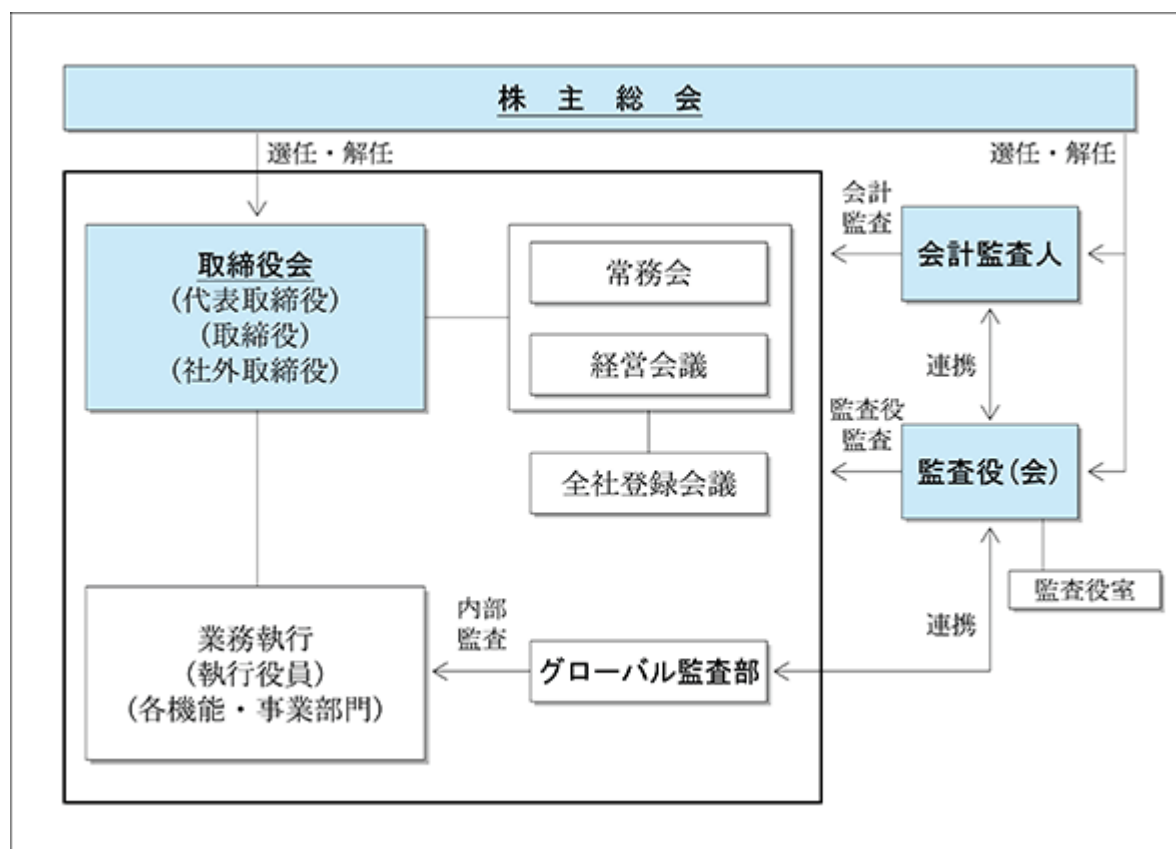 株 主 総 会
選任・解任
選任・解任
取締役会
(代表取締役)
(取締役)
(社外取締役)
常務会
経営会議
全社登録会議
会計
監査
会計監査人
連携
監査役
監査
監査役(会)
監査役室
連携
業務執行
(執行役員)
(各機能・事業部門)
内部
監査
グローバル監査部